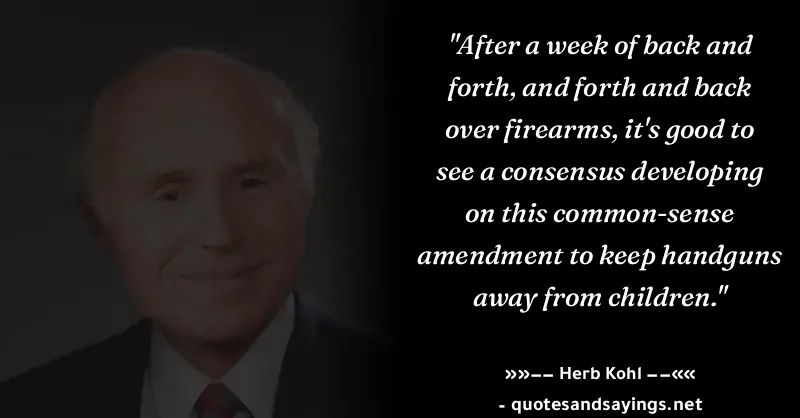 "After a week of back and
forth, and forth and back
over firearms, it's good to
see a consensus developing
on this common-sense
amendment to keep handguns
away from children."
»»–– Herb Kohl ––««
- quotesandsayings.net